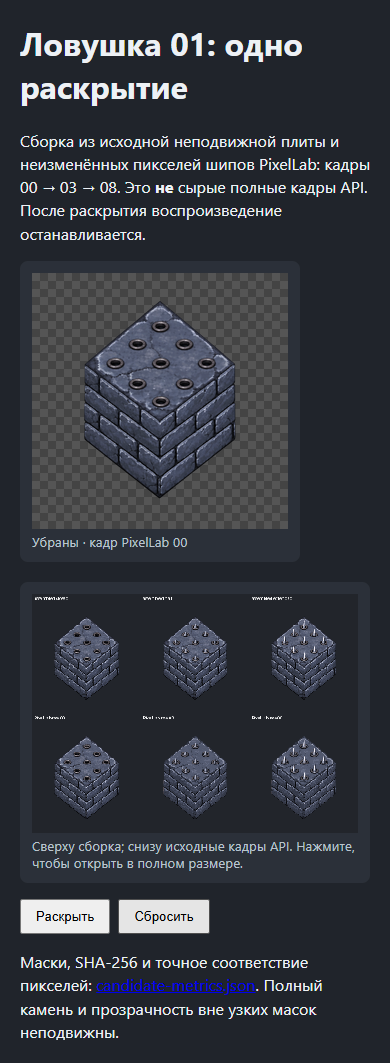 Ловушка 01: одно
раскрытие
Сборка из исходной неподвижной плиты и
неизменённых пикселей шипов PixelLab: кадры
00 → 03 → 08. Это не сырые полные кадры API.
После раскрытия воспроизведение
останавливается.
Убраны · кадр PixelLab 00
Сверху сборка; снизу исходные кадры API. Нажмите,
чтобы открыть в полном размере.
Раскрыть Сбросить
Маски, SHA-256 и точное соответствие
пикселей: candidate-metrics.json. Полный
камень и прозрачность вне узких масок
неподвижны.